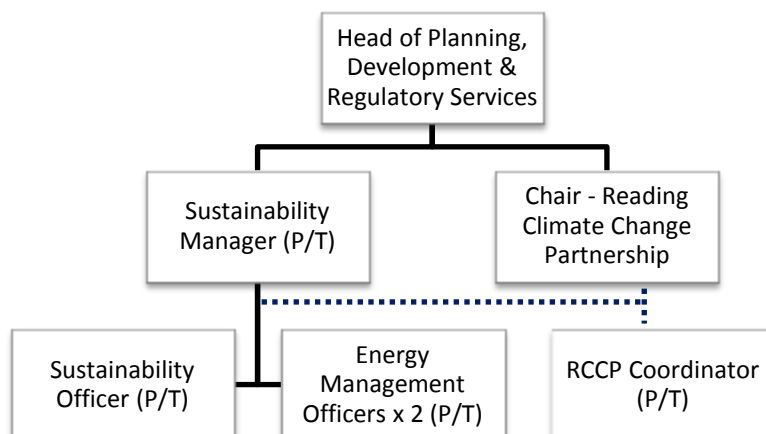 Head of Planning,
Development &
Regulatory Services
Sustainability
Manager (P/T)
Chair - Reading
Climate Change
Partnership
Sustainability
Officer (P/T)
Energy
Management
Officers x 2 (P/T)
RCCP Coordinator
(P/T)